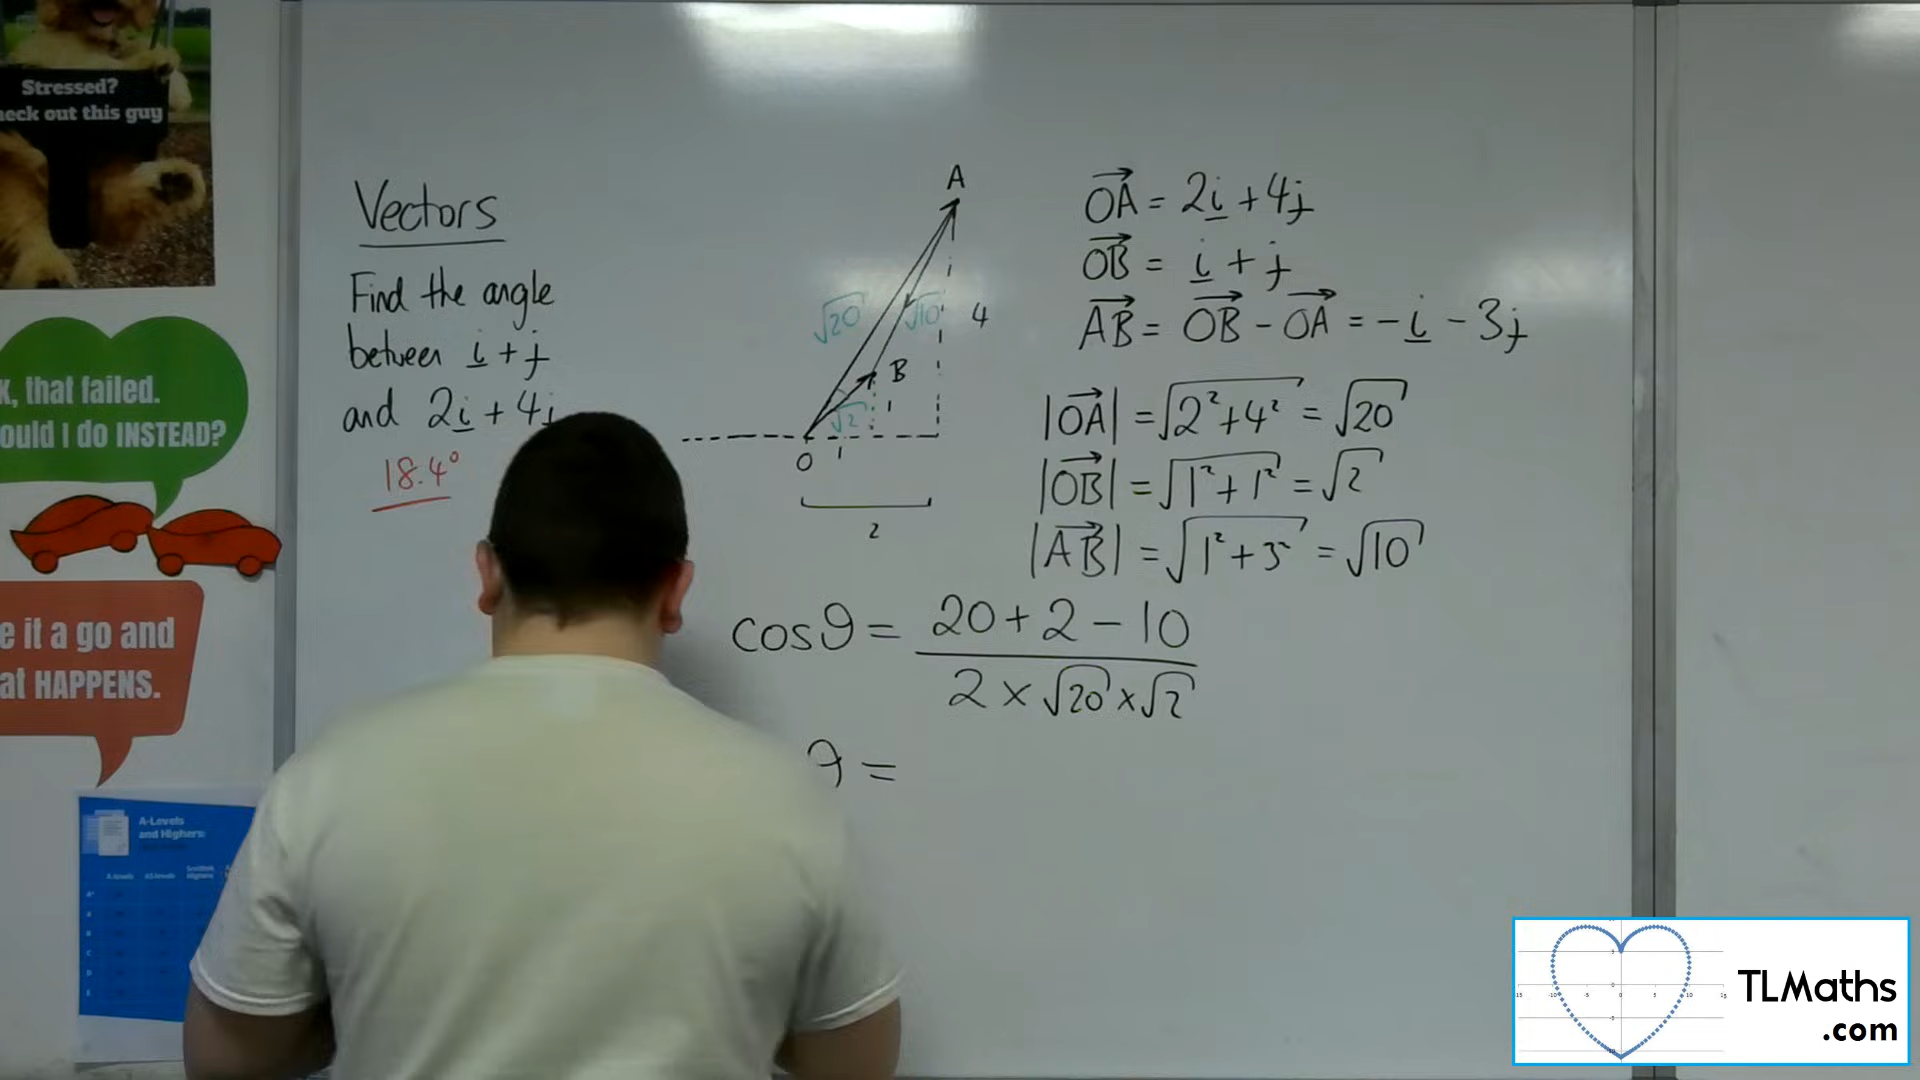 Stressed?
heck out this guy
K, that failed.
ould I do INSTEAD?
e it a go and
at HAPPENS.
A-Levels
and Highers:
Vectors
Find the angle
between i + j
and 2i + 4j
18.4°
A
B
O
√20
√10
√2
4
1
1
2
OA = 2i + 4j
OB = i + j
AB = OB - OA = -i - 3j
|OA| = √2²+4² = √20
|OB| = √1²+1² = √2
|AB| = √1²+3² = √10
cosθ = 20 + 2 - 10
2 × √20 × √2
θ =
TLMaths
.com